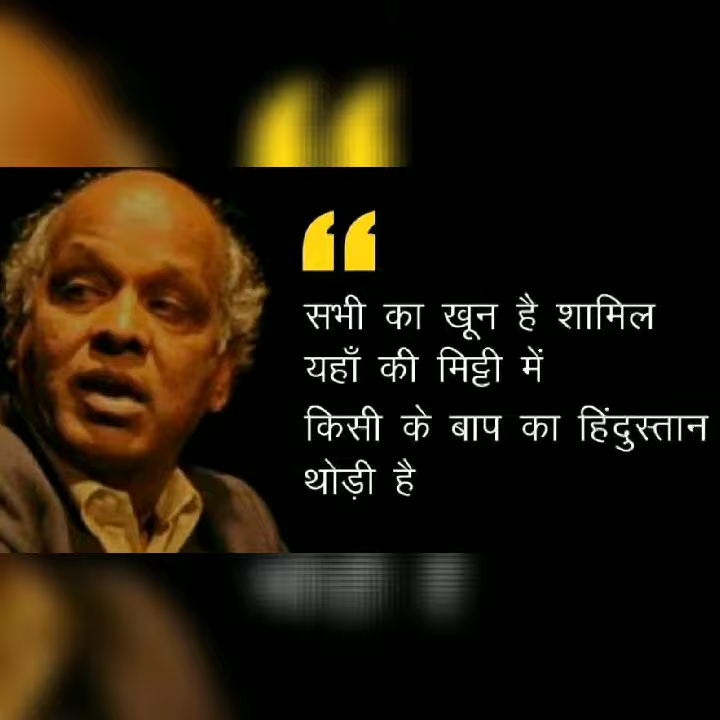 सभी का खून है शामिल
यहाँ की मिट्टी में
किसी के बाप का हिंदुस्तान
थोड़ी है